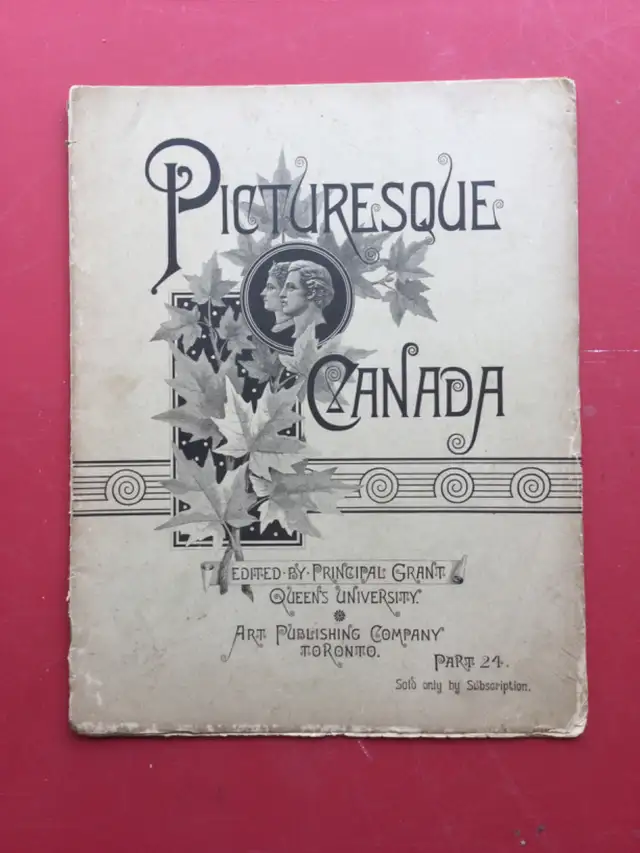 PICTURESQUE
CANADA
EDITED·BY·PRINCIPAL GRANT
QUEEN'S UNIVERSITY.
ART PUBLISHING COMPANY
TORONTO.
PART 24.
Sold only by Subscription.